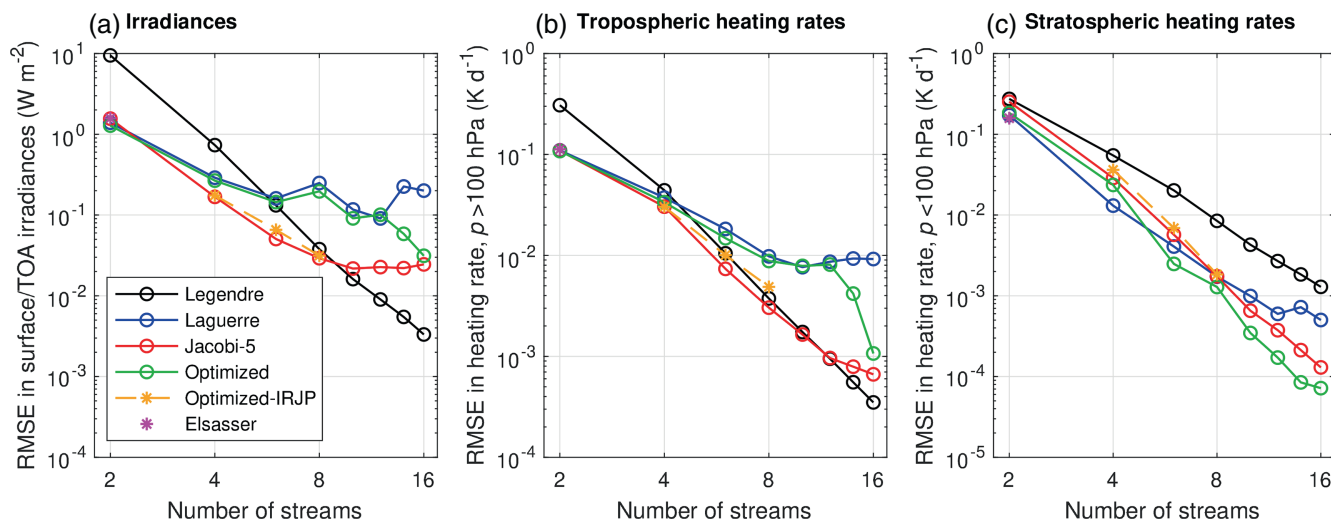 (a) Irradiances
RMSE in surface/TOA irradiances (W m-2)
10^1
10^0
10^-1
10^-2
10^-3
10^-4
Legendre
Laguerre
Jacobi-5
Optimized
Optimized-IRJP
Elsasser
2 4 8 16
Number of streams
(b) Tropospheric heating rates
RMSE in heating rate, p >100 hPa (K d-1)
10^0
10^-1
10^-2
10^-3
10^-4
2 4 8 16
Number of streams
(c) Stratospheric heating rates
RMSE in heating rate, p <100 hPa (K d-1)
10^0
10^-1
10^-2
10^-3
10^-4
10^-5
2 4 8 16
Number of streams